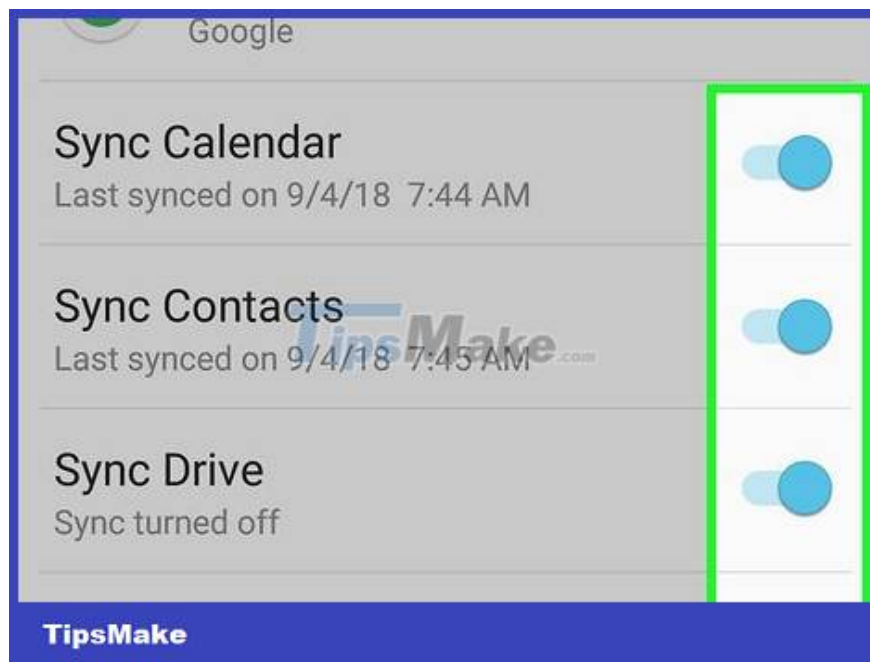 Google
Sync Calendar
Last synced on 9/4/18 7:44 AM
Sync Contacts
Last synced on 9/4/18 7:45 AM
TipsMake.com
Sync Drive
Sync turned off
TipsMake